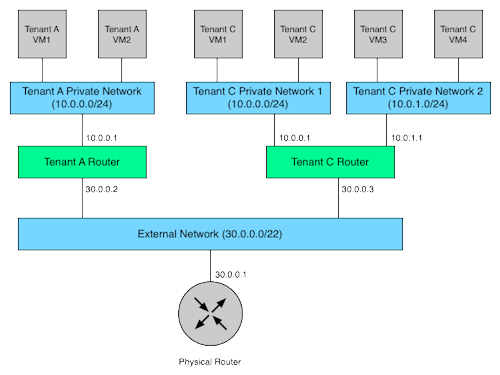 Tenant A
VM1
Tenant A
VM2
Tenant C
VM1
Tenant C
VM2
Tenant C
VM3
Tenant C
VM4
Tenant A Private Network
(10.0.0.0/24)
Tenant C Private Network 1
(10.0.0.0/24)
Tenant C Private Network 2
(10.0.1.0/24)
10.0.0.1
10.0.0.1
10.0.1.1
Tenant A Router
Tenant C Router
30.0.0.2
30.0.0.3
External Network (30.0.0.0/22)
30.0.0.1
Physical Router